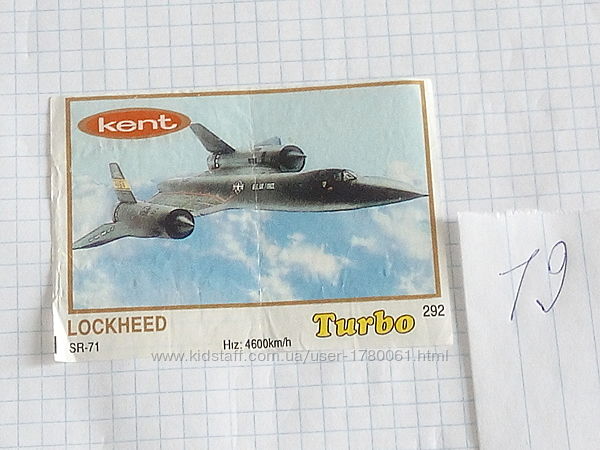 kent
U.S. AIR FORCE
LOCKHEED
SR-71
Hız: 4600km/h
Turbo
292
www.kidstaff.com.ua/user-1780061.html
19